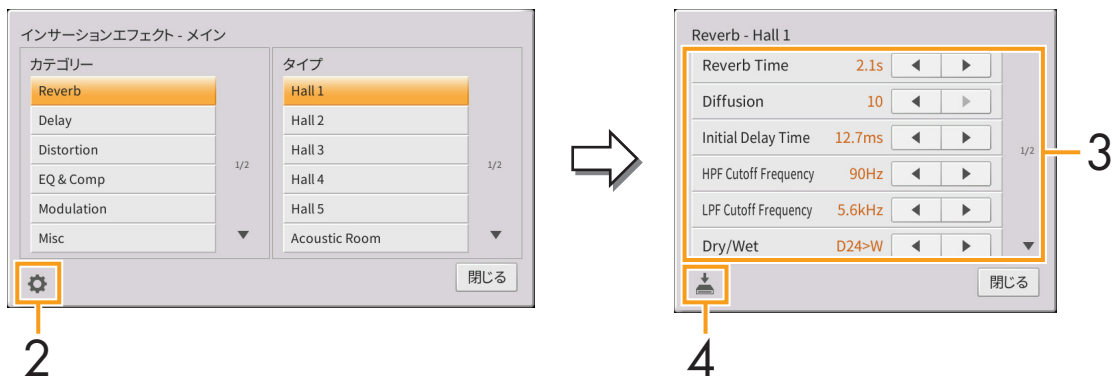 インサーションエフェクト - メイン
カテゴリー
Reverb
Delay
Distortion
EQ & Comp
Modulation
Misc
1/2
タイプ
Hall 1
Hall 2
Hall 3
Hall 4
Hall 5
Acoustic Room
1/2
閉じる
2
Reverb - Hall 1
Reverb Time 2.1s
Diffusion 10
Initial Delay Time 12.7ms
HPF Cutoff Frequency 90Hz
LPF Cutoff Frequency 5.6kHz
Dry/Wet D24>W
1/2
閉じる
3
4